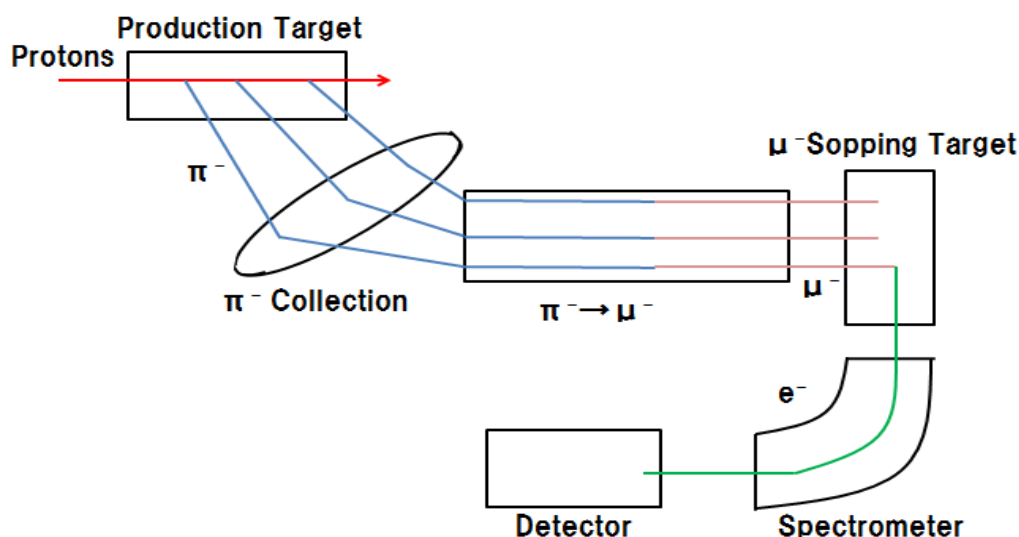 Production Target
Protons
π⁻
μ⁻Sopping Target
π⁻ Collection
π⁻→ μ⁻
μ⁻
e⁻
Detector
Spectrometer